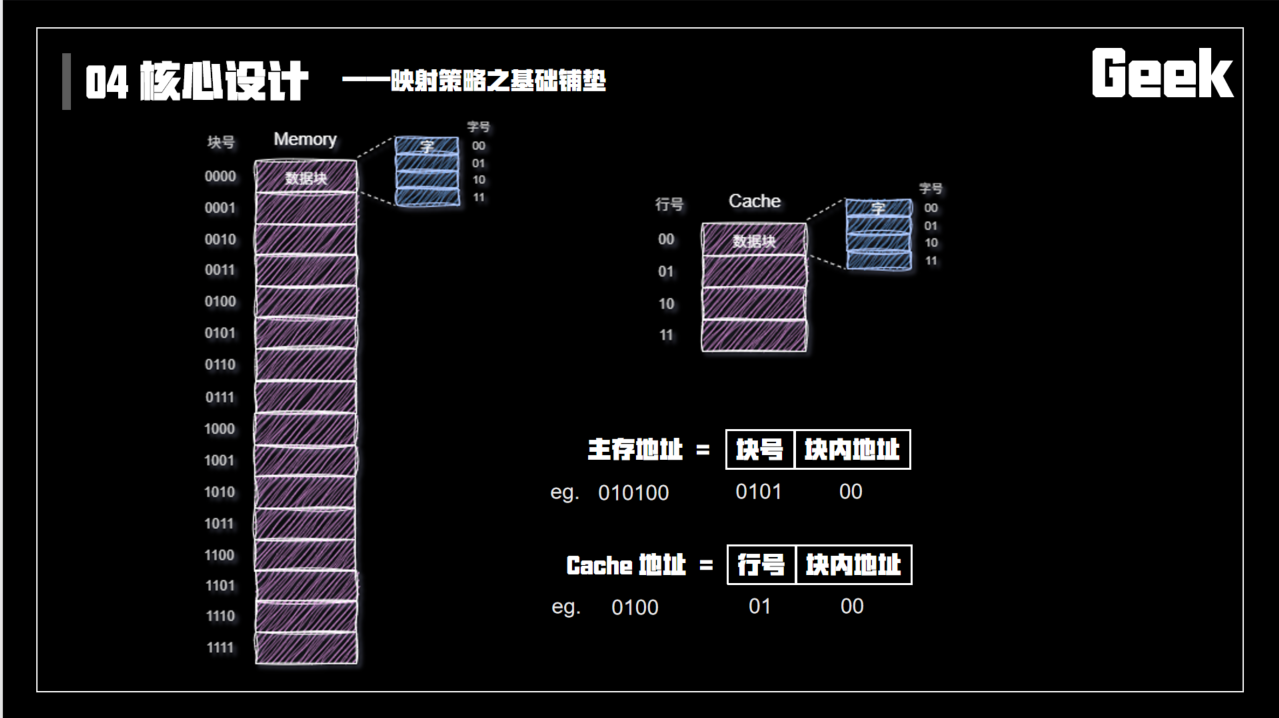 04 核心设计 ——映射策略之基础铺垫
Geek
块号 Memory 字号
0000 数据块 字 00
01
10
11
0001
0010
0011
0100
0101
0110
0111
1000
1001
1010
1011
1100
1101
1110
1111
行号 Cache 字号
00 数据块 字 00
01
10
11
01
10
11
主存地址 = 块号 块内地址
eg. 010100 0101 00
Cache 地址 = 行号 块内地址
eg. 0100 01 00